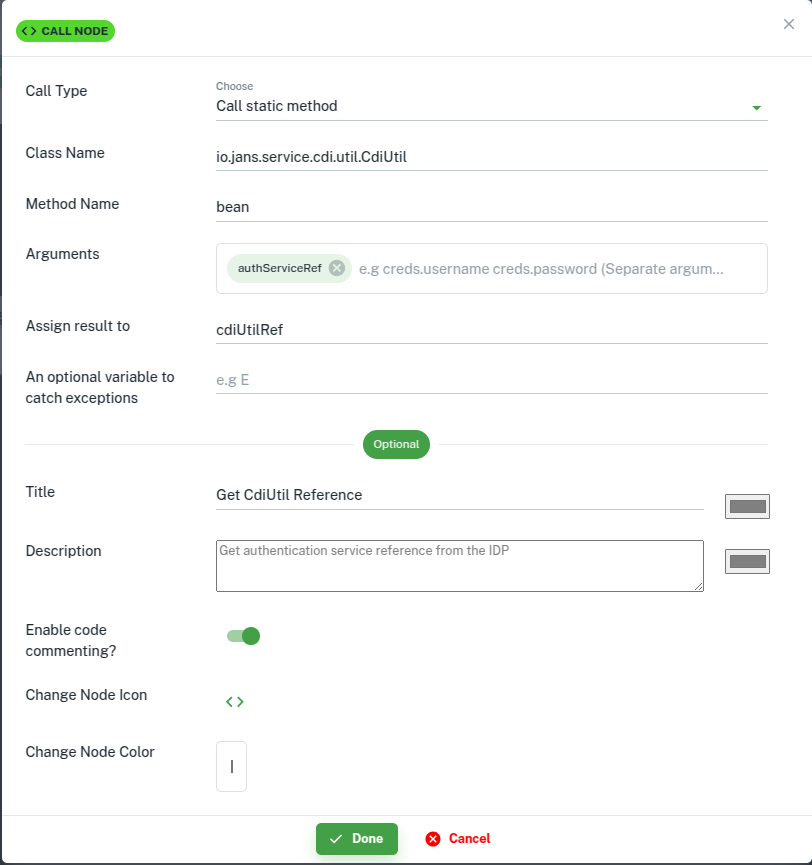 <> CALL NODE
Call Type
Choose
Call static method
Class Name
io.jans.service.cdi.util.CdiUtil
Method Name
bean
Arguments
authServiceRef
e.g creds.username creds.password (Separate argum...
Assign result to
cdiUtilRef
An optional variable to
catch exceptions
e.g E
Optional
Title
Get CdiUtil Reference
Description
Get authentication service reference from the IDP
Enable code
commenting?
Change Node Icon
<>
Change Node Color
Done
Cancel